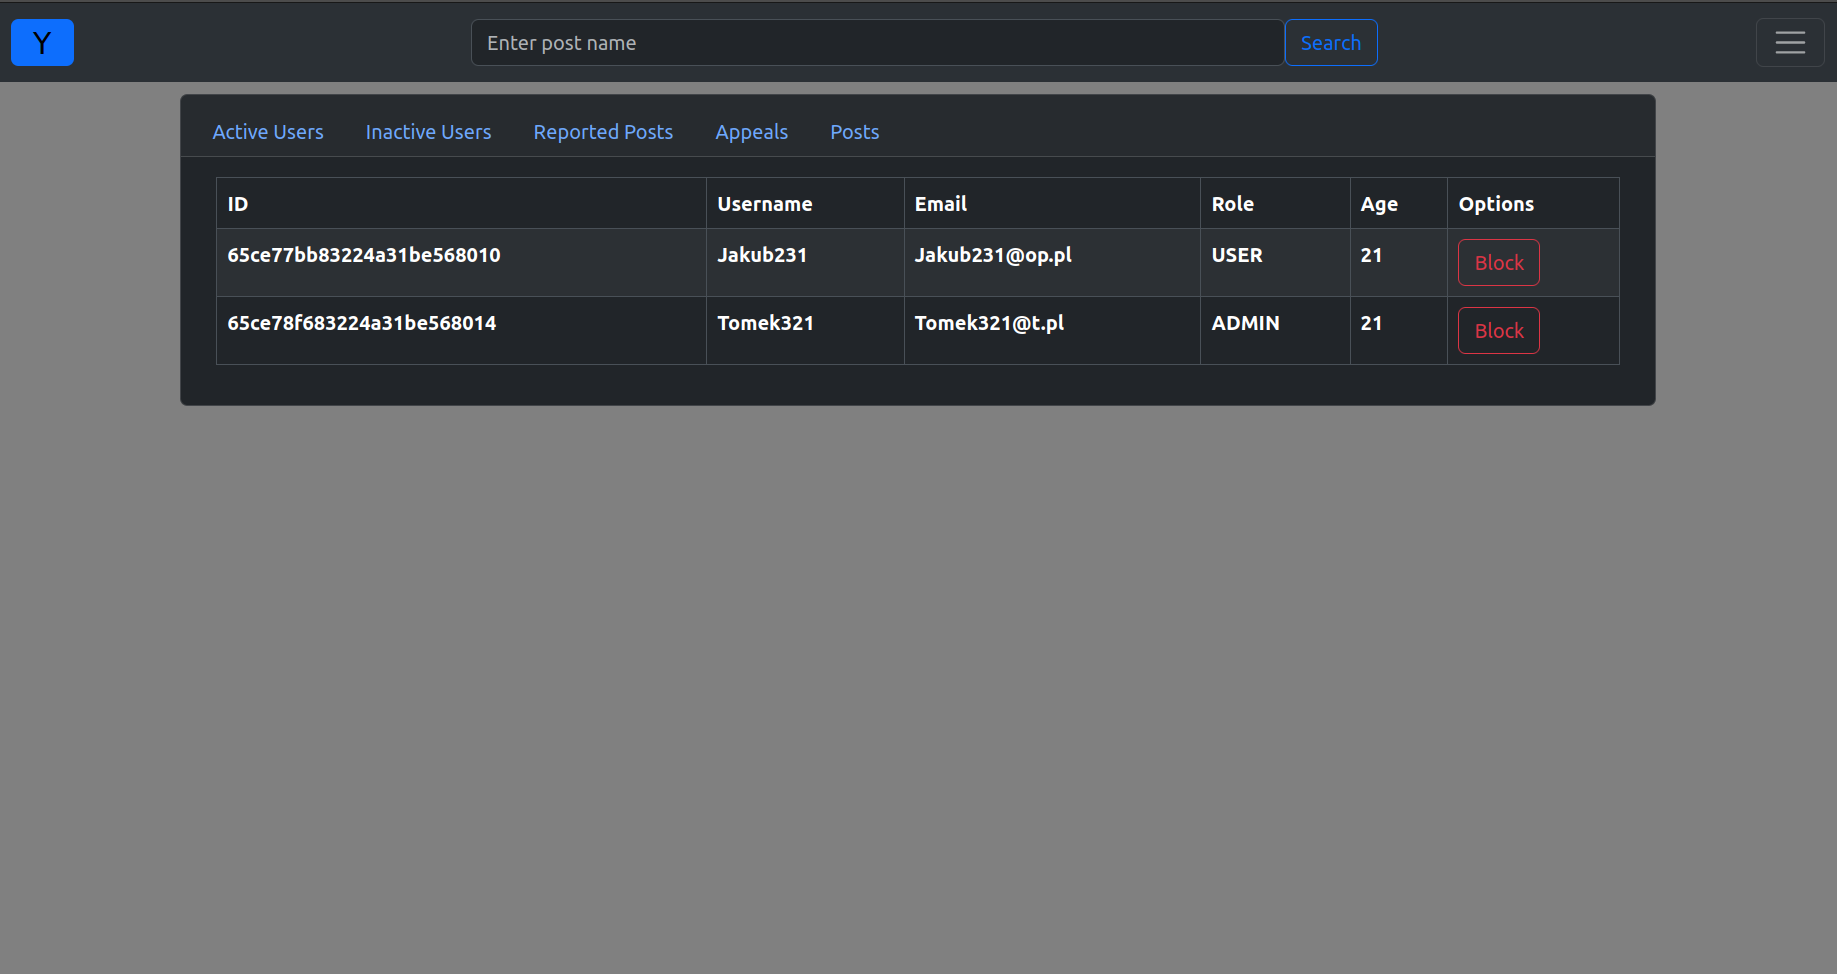 Y Enter post name Search
Active Users Inactive Users Reported Posts Appeals Posts
ID Username Email Role Age Options
65ce77bb83224a31be568010 Jakub231 Jakub231@op.pl USER 21 Block
65ce78f683224a31be568014 Tomek321 Tomek321@t.pl ADMIN 21 Block